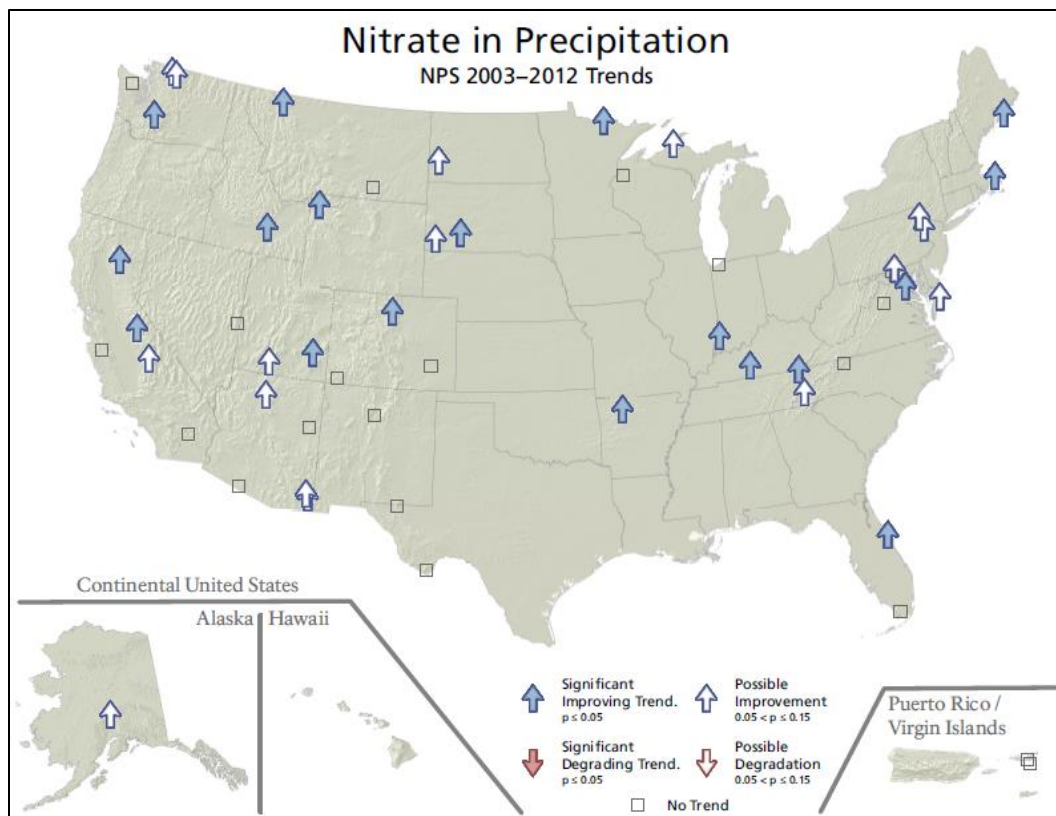 Nitrate in Precipitation
NPS 2003–2012 Trends
Continental United States
Alaska
Hawaii
Significant
Improving Trend.
p ≤ 0.05
Possible
Improvement
0.05 < p ≤ 0.15
Significant
Degrading Trend.
p ≤ 0.05
Possible
Degradation
0.05 < p ≤ 0.15
No Trend
Puerto Rico /
Virgin Islands